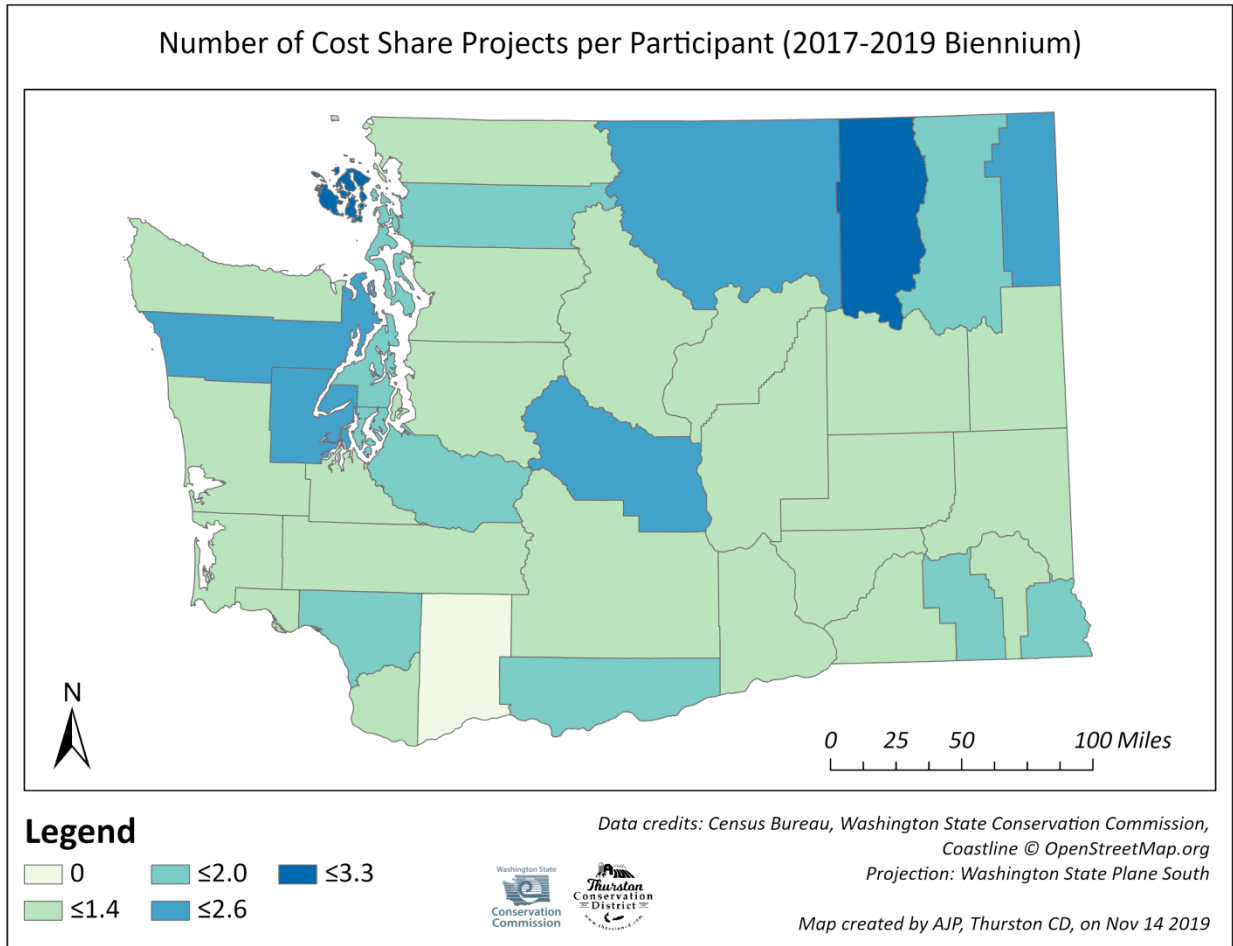 Number of Cost Share Projects per Participant (2017-2019 Biennium)
N
0 25 50 100 Miles
Legend
0
≤2.0
≤3.3
≤1.4
≤2.6
Washington State
Conservation
Commission
Thurston
Conservation
District
www.thurstoncd.com
Data credits: Census Bureau, Washington State Conservation Commission,
Coastline © OpenStreetMap.org
Projection: Washington State Plane South
Map created by AJP, Thurston CD, on Nov 14 2019